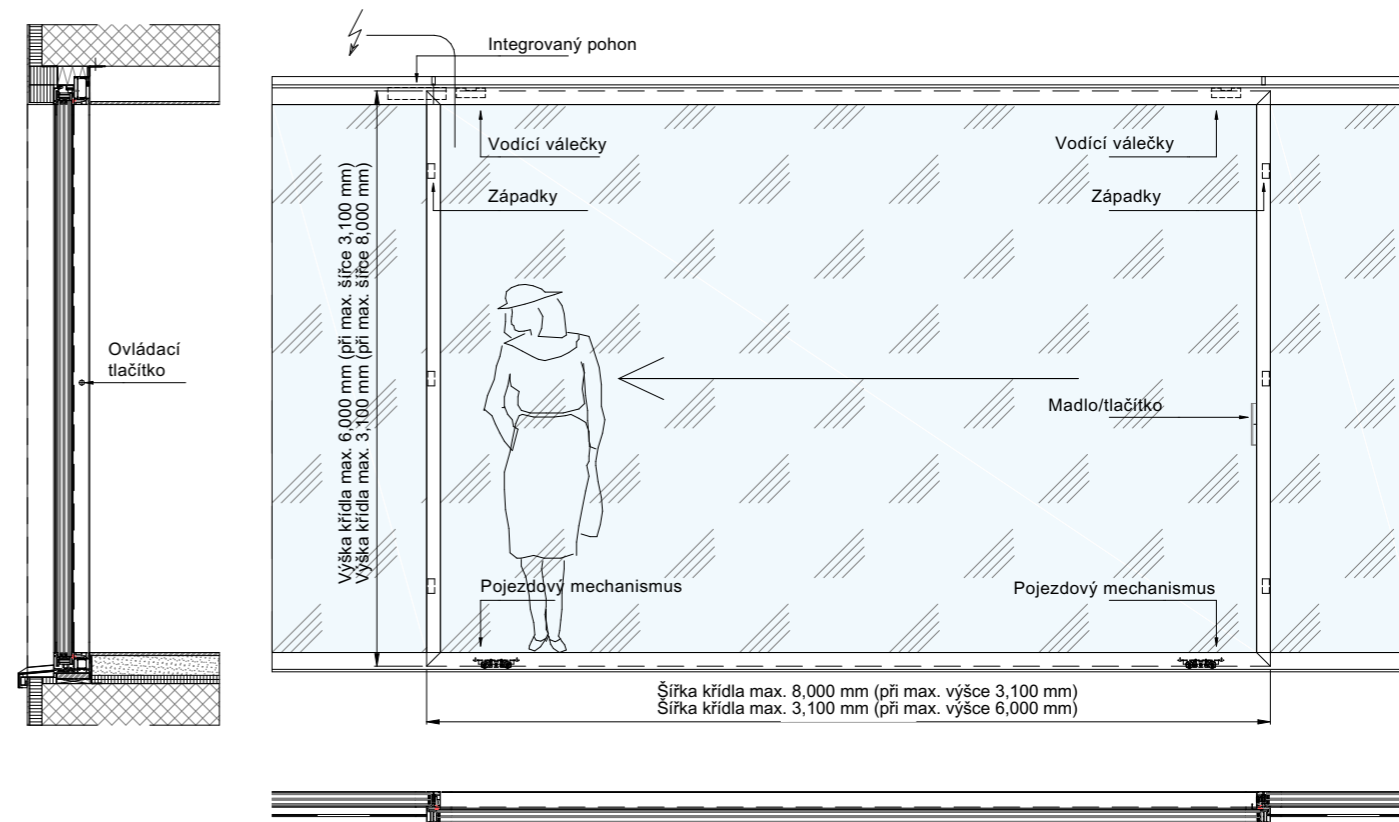 Integrovaný pohon
Vodící válečky
Vodící válečky
Západky
Západky
Výška křídla max. 6,000 mm (při max. šířce 3,100 mm)
Výška křídla max. 3,100 mm (při max. šířce 8,000 mm)
Ovládací
tlačítko
Madlo/tlačítko
Pojezdový mechanismus
Pojezdový mechanismus
Šířka křídla max. 8,000 mm (při max. výšce 3,100 mm)
Šířka křídla max. 3,100 mm (při max. výšce 6,000 mm)